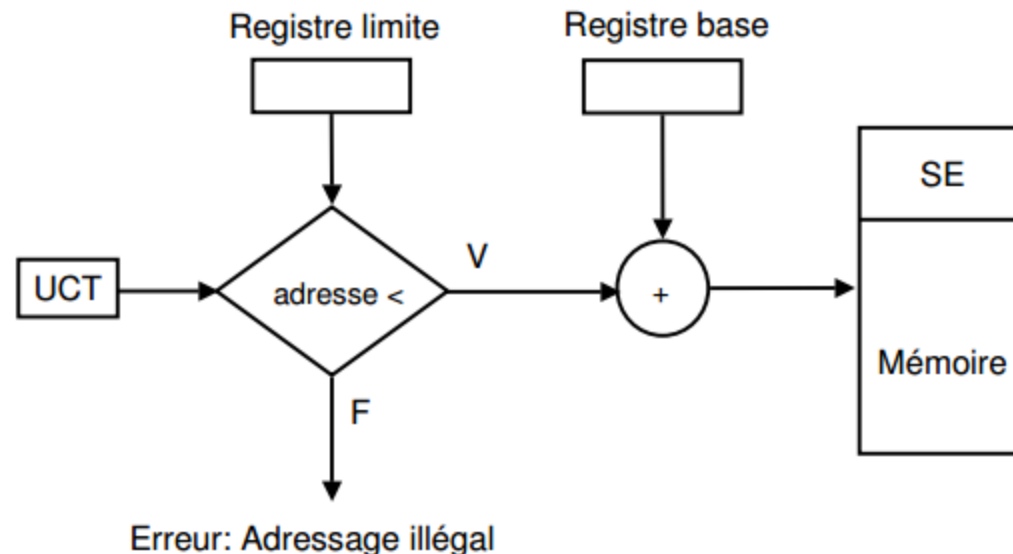 Registre limite
Registre base
SE
V
UCT
adresse <
+
Mémoire
F
Erreur: Adressage illégal